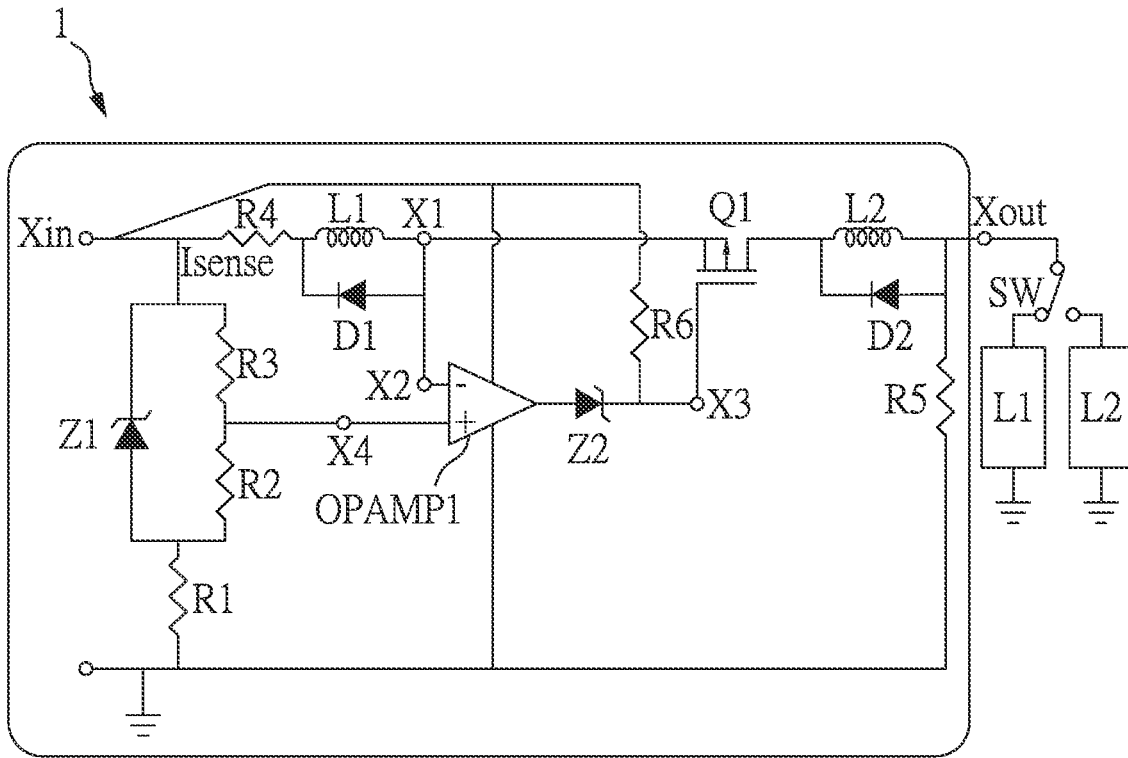 1
Xin
R4
L1
X1
Q1
L2
Xout
Isense
SW
D1
R6
D2
R3
X2
-
X3
R5
L1
L2
Z1
+
X4
Z2
R2
OPAMP1
R1